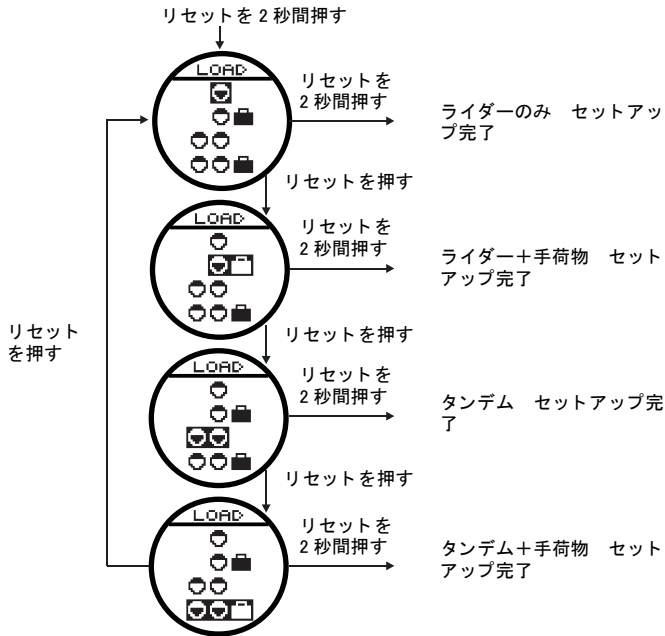 リセットを 2 秒間押す
LOAD
リセットを
2 秒間押す
ライダーのみ　セットアッ
プ完了
リセットを押す
LOAD
リセットを
2 秒間押す
ライダー＋手荷物　セット
アップ完了
リセット
を押す
リセットを押す
LOAD
リセットを
2 秒間押す
タンデム　セットアップ完
了
リセットを押す
LOAD
リセットを
2 秒間押す
タンデム＋手荷物　セット
アップ完了